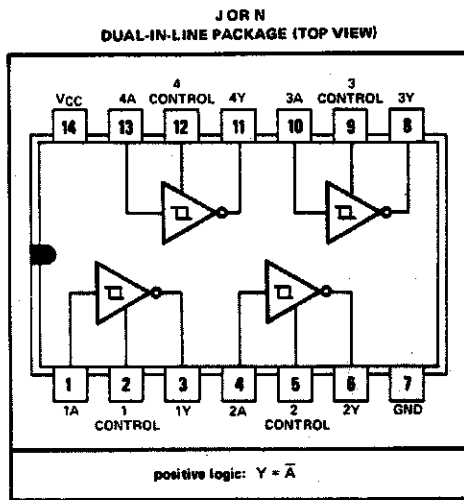 J OR N
DUAL-IN-LINE PACKAGE (TOP VIEW)
4 3
VCC 4A CONTROL 4Y 3A CONTROL 3Y
14 13 12 11 10 9 8
1 2 3 4 5 6 7
1A 1 1Y 2A 2 2Y GND
CONTROL CONTROL
positive logic: Y = A̅